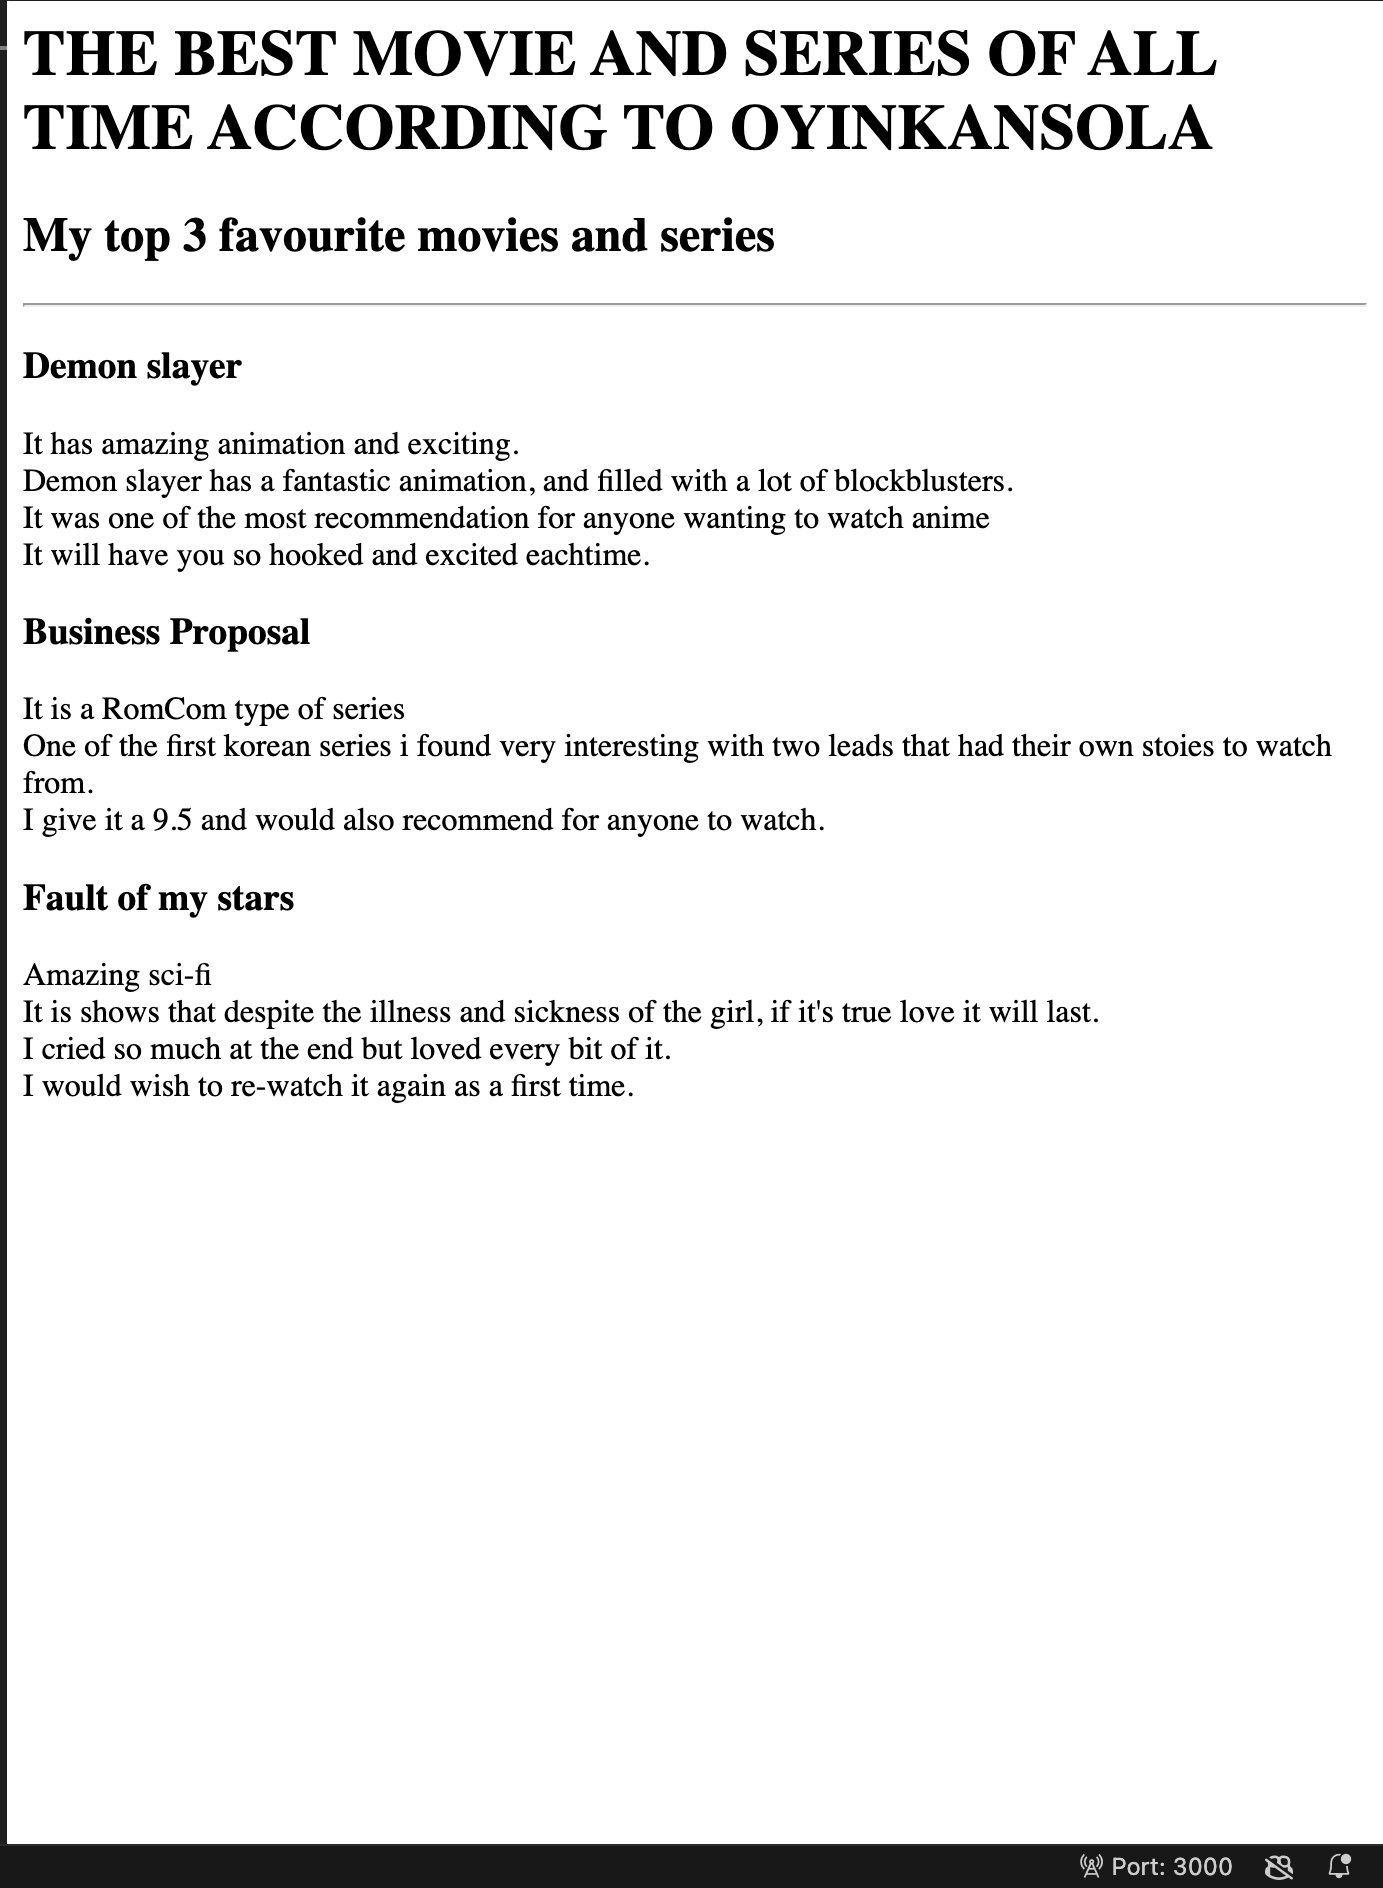 THE BEST MOVIE AND SERIES OF ALL
TIME ACCORDING TO OYINKANSOLA
My top 3 favourite movies and series
Demon slayer
It has amazing animation and exciting.
Demon slayer has a fantastic animation, and filled with a lot of blockblusters.
It was one of the most recommendation for anyone wanting to watch anime
It will have you so hooked and excited eachtime.
Business Proposal
It is a RomCom type of series
One of the first korean series i found very interesting with two leads that had their own stoies to watch
from.
I give it a 9.5 and would also recommend for anyone to watch.
Fault of my stars
Amazing sci-fi
It is shows that despite the illness and sickness of the girl, if it's true love it will last.
I cried so much at the end but loved every bit of it.
I would wish to re-watch it again as a first time.
Port: 3000